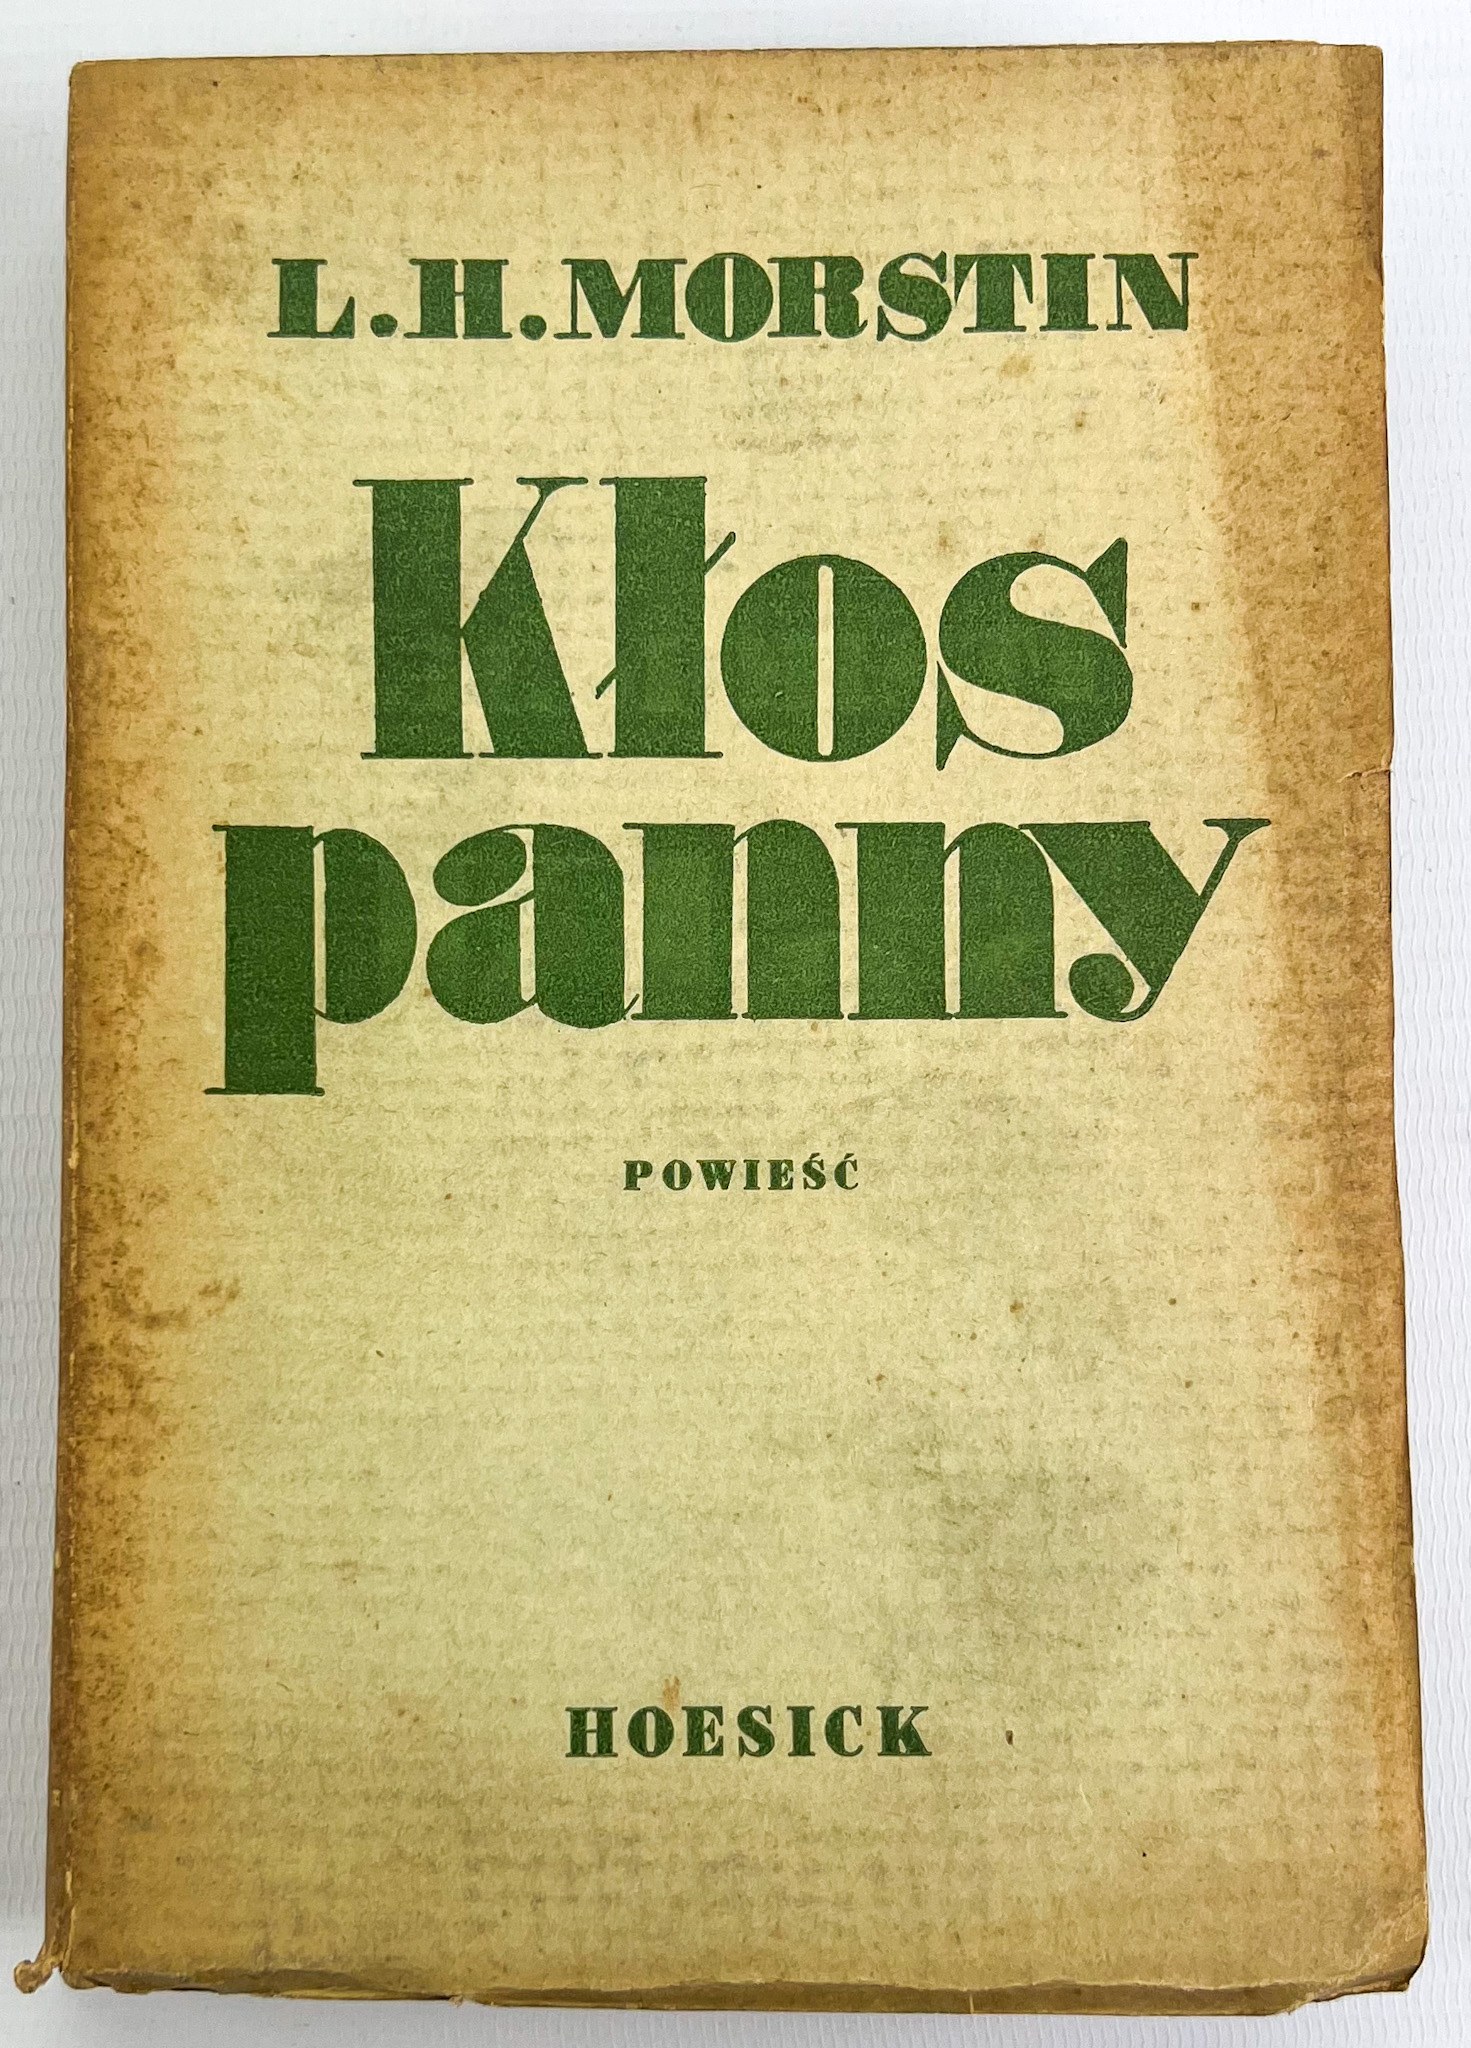 L.H.MORSTIN
Kłos
panny
POWIEŚĆ
HOESICK